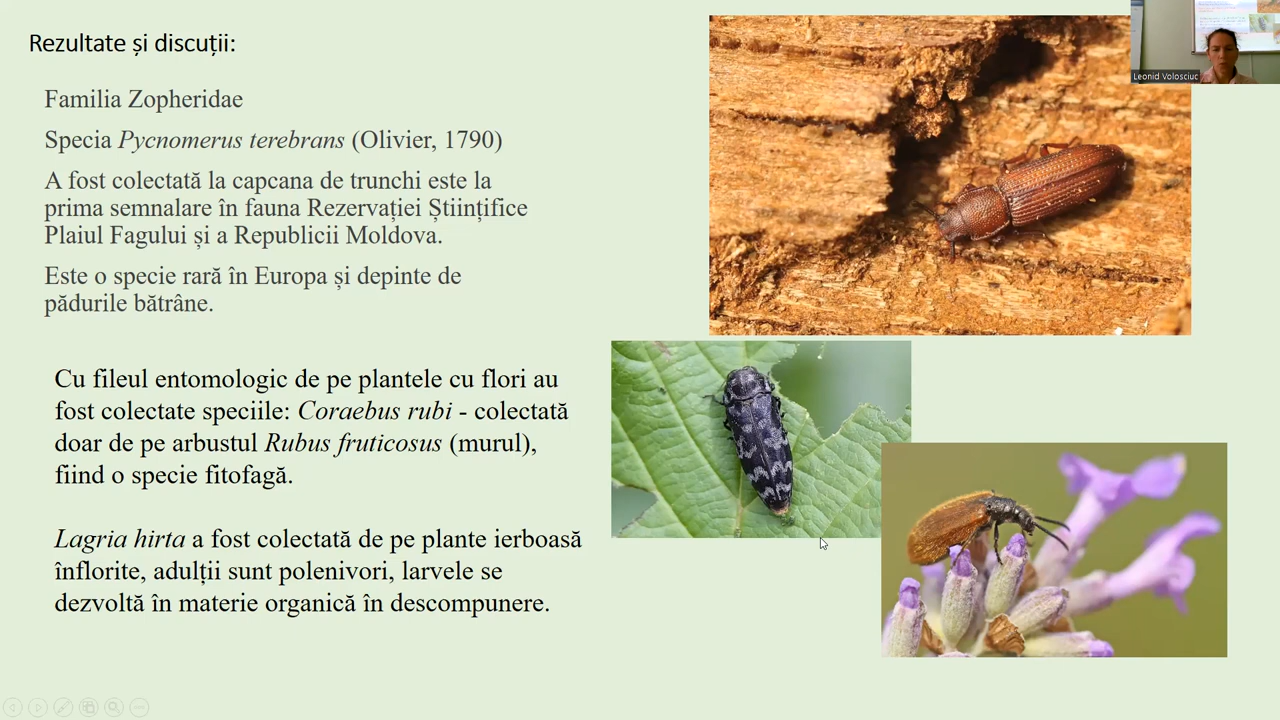 Rezultate și discuții:
Familia Zopheridae
Specia Pycnomerus terebrans (Olivier, 1790)
A fost colectată la capcana de trunchi este la
prima semnalare în fauna Rezervației Științifice
Plaiul Fagului și a Republicii Moldova.
Este o specie rară în Europa și depinte de
pădurile bătrâne.
Cu fileul entomologic de pe plantele cu flori au
fost colectate speciile: Coraebus rubi - colectată
doar de pe arbustul Rubus fruticosus (murul),
fiind o specie fitofagă.
Lagria hirta a fost colectată de pe plante ierboasă
înflorite, adulții sunt polenivori, larvele se
dezvoltă în materie organică în descompunere.
Leonid Volosciuc